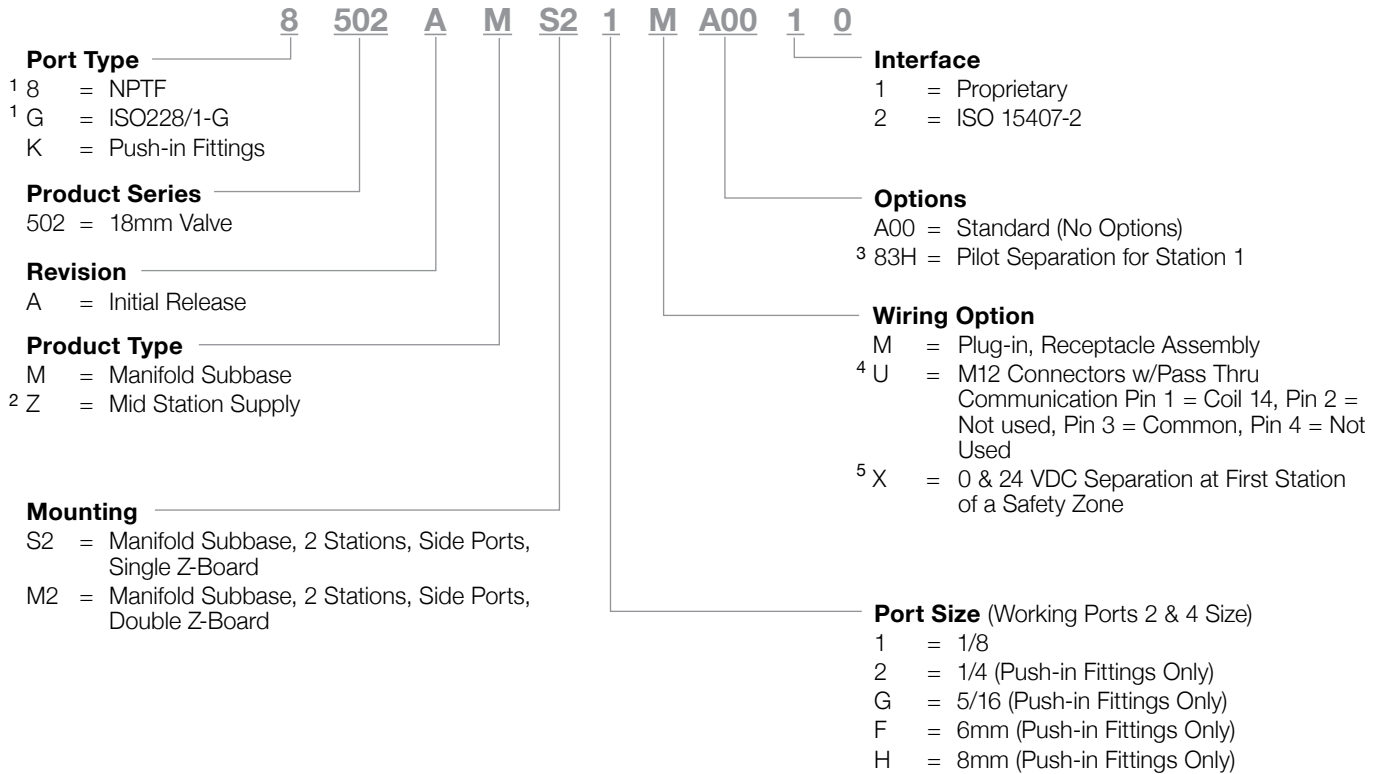 8 502 A M S2 1 M A00 1 0
Port Type
1 8 = NPTF
1 G = ISO228/1-G
K = Push-in Fittings
Product Series
502 = 18mm Valve
Revision
A = Initial Release
Product Type
M = Manifold Subbase
2 Z = Mid Station Supply
Mounting
S2 = Manifold Subbase, 2 Stations, Side Ports,
Single Z-Board
M2 = Manifold Subbase, 2 Stations, Side Ports,
Double Z-Board
Interface
1 = Proprietary
2 = ISO 15407-2
Options
A00 = Standard (No Options)
3 83H = Pilot Separation for Station 1
Wiring Option
M = Plug-in, Receptacle Assembly
4 U = M12 Connectors w/Pass Thru
Communication Pin 1 = Coil 14, Pin 2 =
Not used, Pin 3 = Common, Pin 4 = Not
Used
5 X = 0 & 24 VDC Separation at First Station
of a Safety Zone
Port Size (Working Ports 2 & 4 Size)
1 = 1/8
2 = 1/4 (Push-in Fittings Only)
G = 5/16 (Push-in Fittings Only)
F = 6mm (Push-in Fittings Only)
H = 8mm (Push-in Fittings Only)